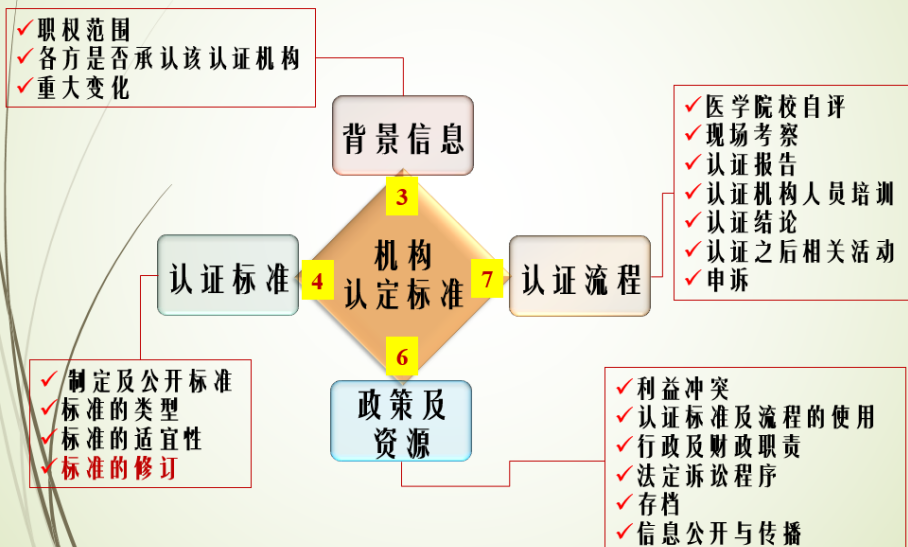 ✓职权范围
✓各方是否承认该认证机构
✓重大变化
背景信息
3
✓医学院校自评
✓现场考察
✓认证报告
✓认证机构人员培训
✓认证结论
✓认证之后相关活动
✓申诉
认证标准
4
机构
认定标准
7
认证流程
6
政策及
资源
✓制定及公开标准
✓标准的类型
✓标准的适宜性
✓标准的修订
✓利益冲突
✓认证标准及流程的使用
✓行政及财政职责
✓法定诉讼程序
✓存档
✓信息公开与传播